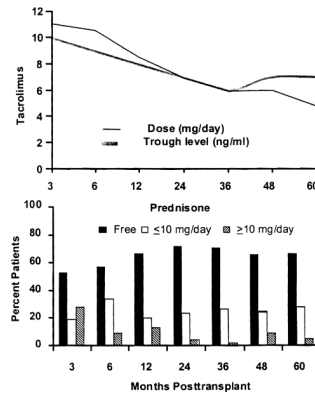 12
10
8
6
4
2
0
Tacrolimus
Dose (mg/day)
Trough level (ng/ml)
3 6 12 24 36 48 60
Prednisone
100
80
60
40
20
0
Percent Patients
Free ≤10 mg/day ≥10 mg/day
3 6 12 24 36 48 60
Months Posttransplant